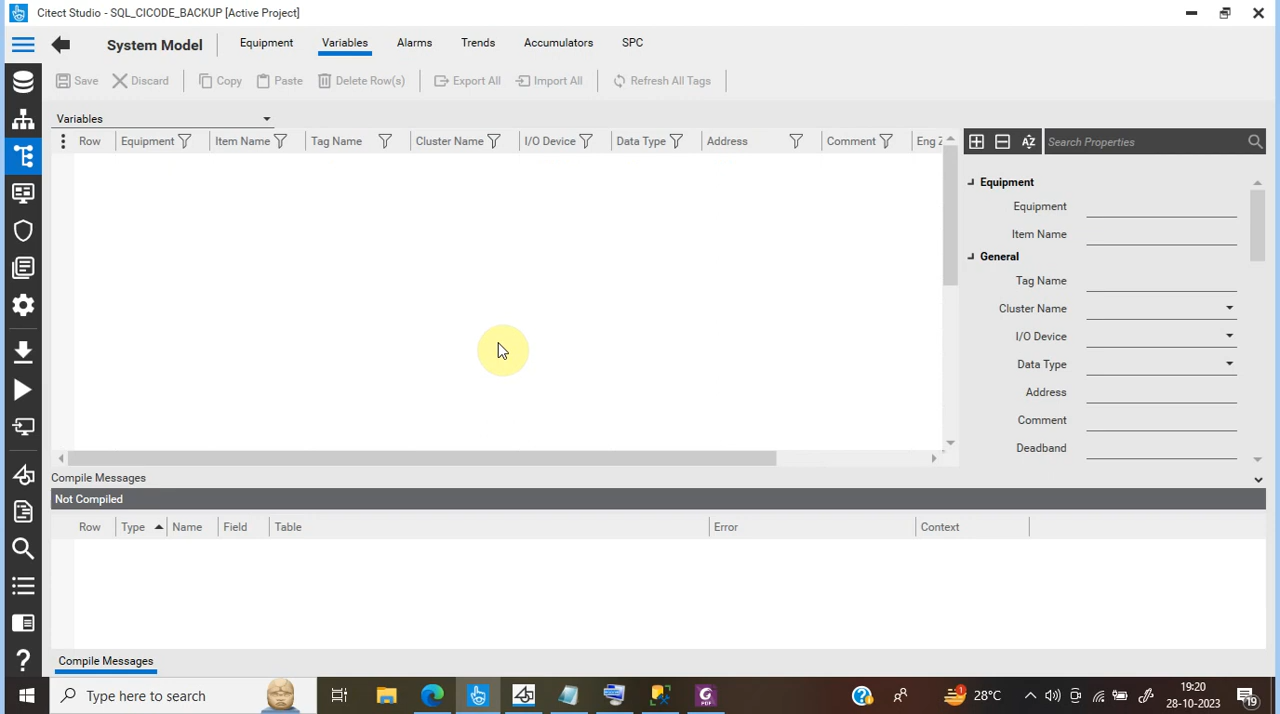 Citect Studio - SQL_CICODE_BACKUP [Active Project]
System Model Equipment Variables Alarms Trends Accumulators SPC
Save Discard Copy Paste Delete Row(s) Export All Import All Refresh All Tags
Variables
Row Equipment Item Name Tag Name Cluster Name I/O Device Data Type Address Comment Eng Z
Search Properties
Equipment
Equipment
Item Name
General
Tag Name
Cluster Name
I/O Device
Data Type
Address
Comment
Deadband
Compile Messages
Not Compiled
Row Type Name Field Table Error Context
Compile Messages
Type here to search
28°C
19:20
28-10-2023
19